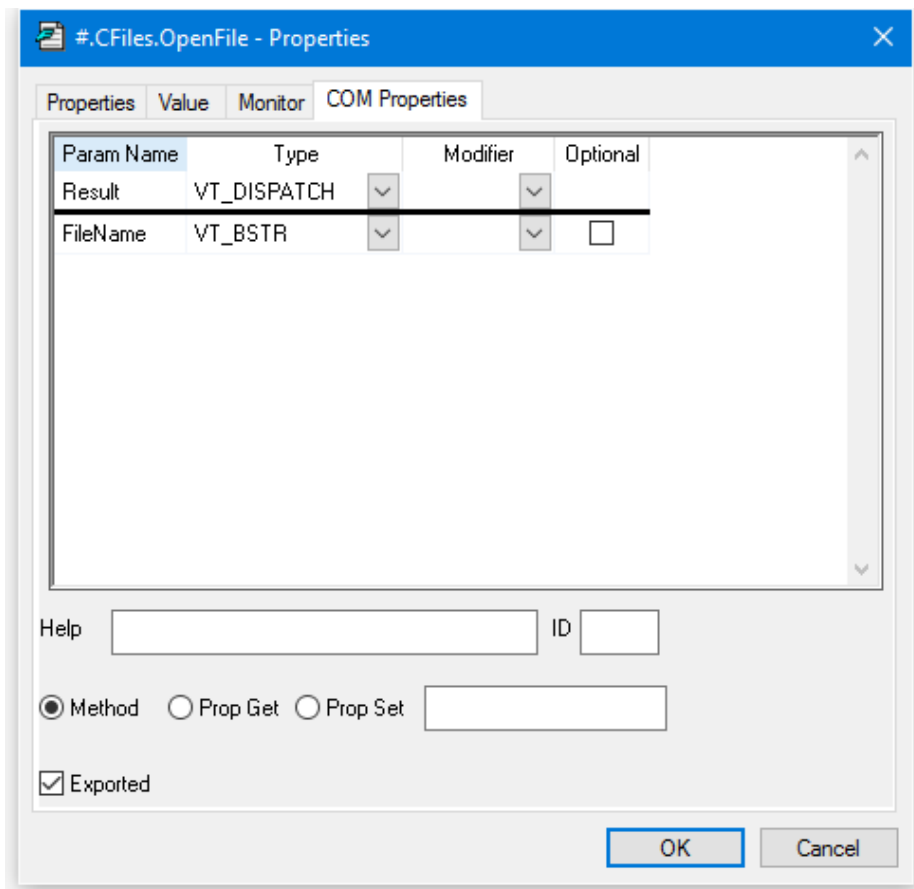 #.CFiles.OpenFile - Properties
Properties Value Monitor COM Properties
Param Name Type Modifier Optional
Result VT_DISPATCH
FileName VT_BSTR
Help ID
Method Prop Get Prop Set
Exported
OK Cancel